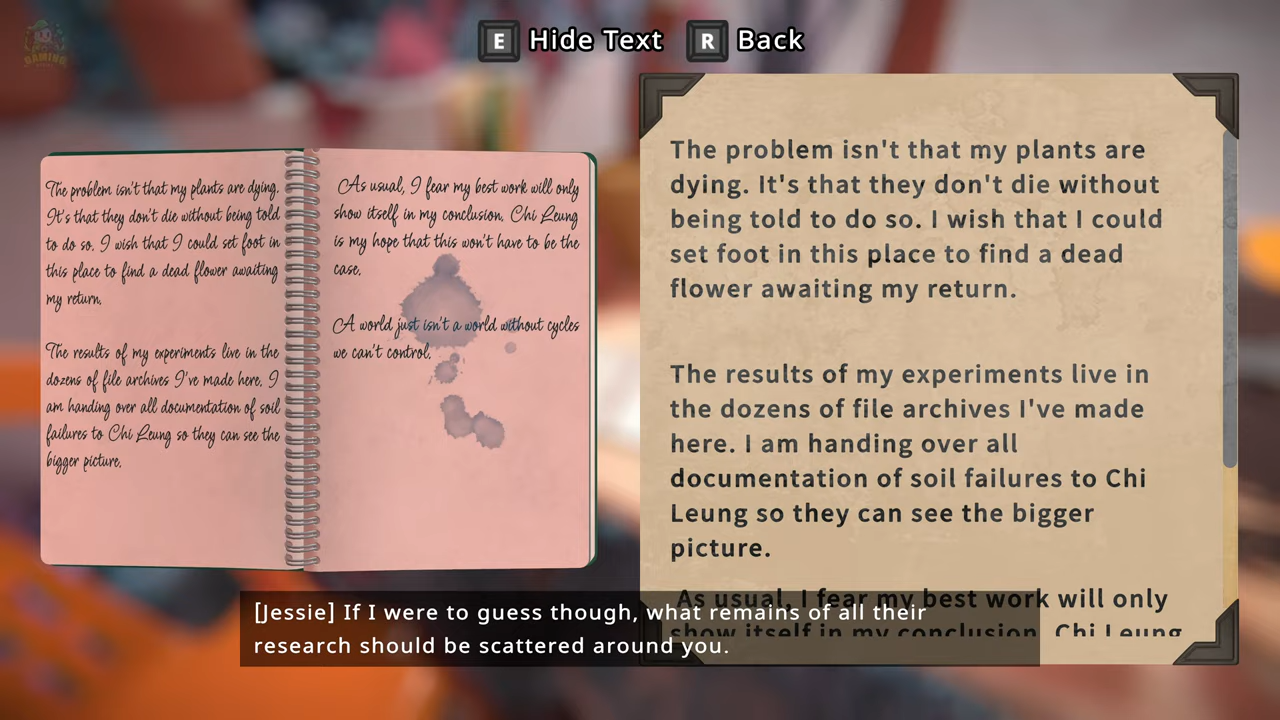 GAMING
E Hide Text R Back
The problem isn't that my plants are dying.
It's that they don't die without being told
to do so. I wish that I could set foot in
this place to find a dead flower awaiting
my return.
The results of my experiments live in the
dozens of file archives I've made here. I
am handing over all documentation of soil
failures to Chi Leung so they can see the
bigger picture.
As usual, I fear my best work will only
show itself in my conclusion. Chi Leung
is my hope that this won't have to be the
case.
A world just isn't a world without cycles
we can't control.
The problem isn't that my plants are
dying. It's that they don't die without
being told to do so. I wish that I could
set foot in this place to find a dead
flower awaiting my return.
The results of my experiments live in
the dozens of file archives I've made
here. I am handing over all
documentation of soil failures to Chi
Leung so they can see the bigger
picture.
As usual, I fear my best work will only
show itself in my conclusion. Chi Leung
[Jessie] If I were to guess though, what remains of all their
research should be scattered around you.